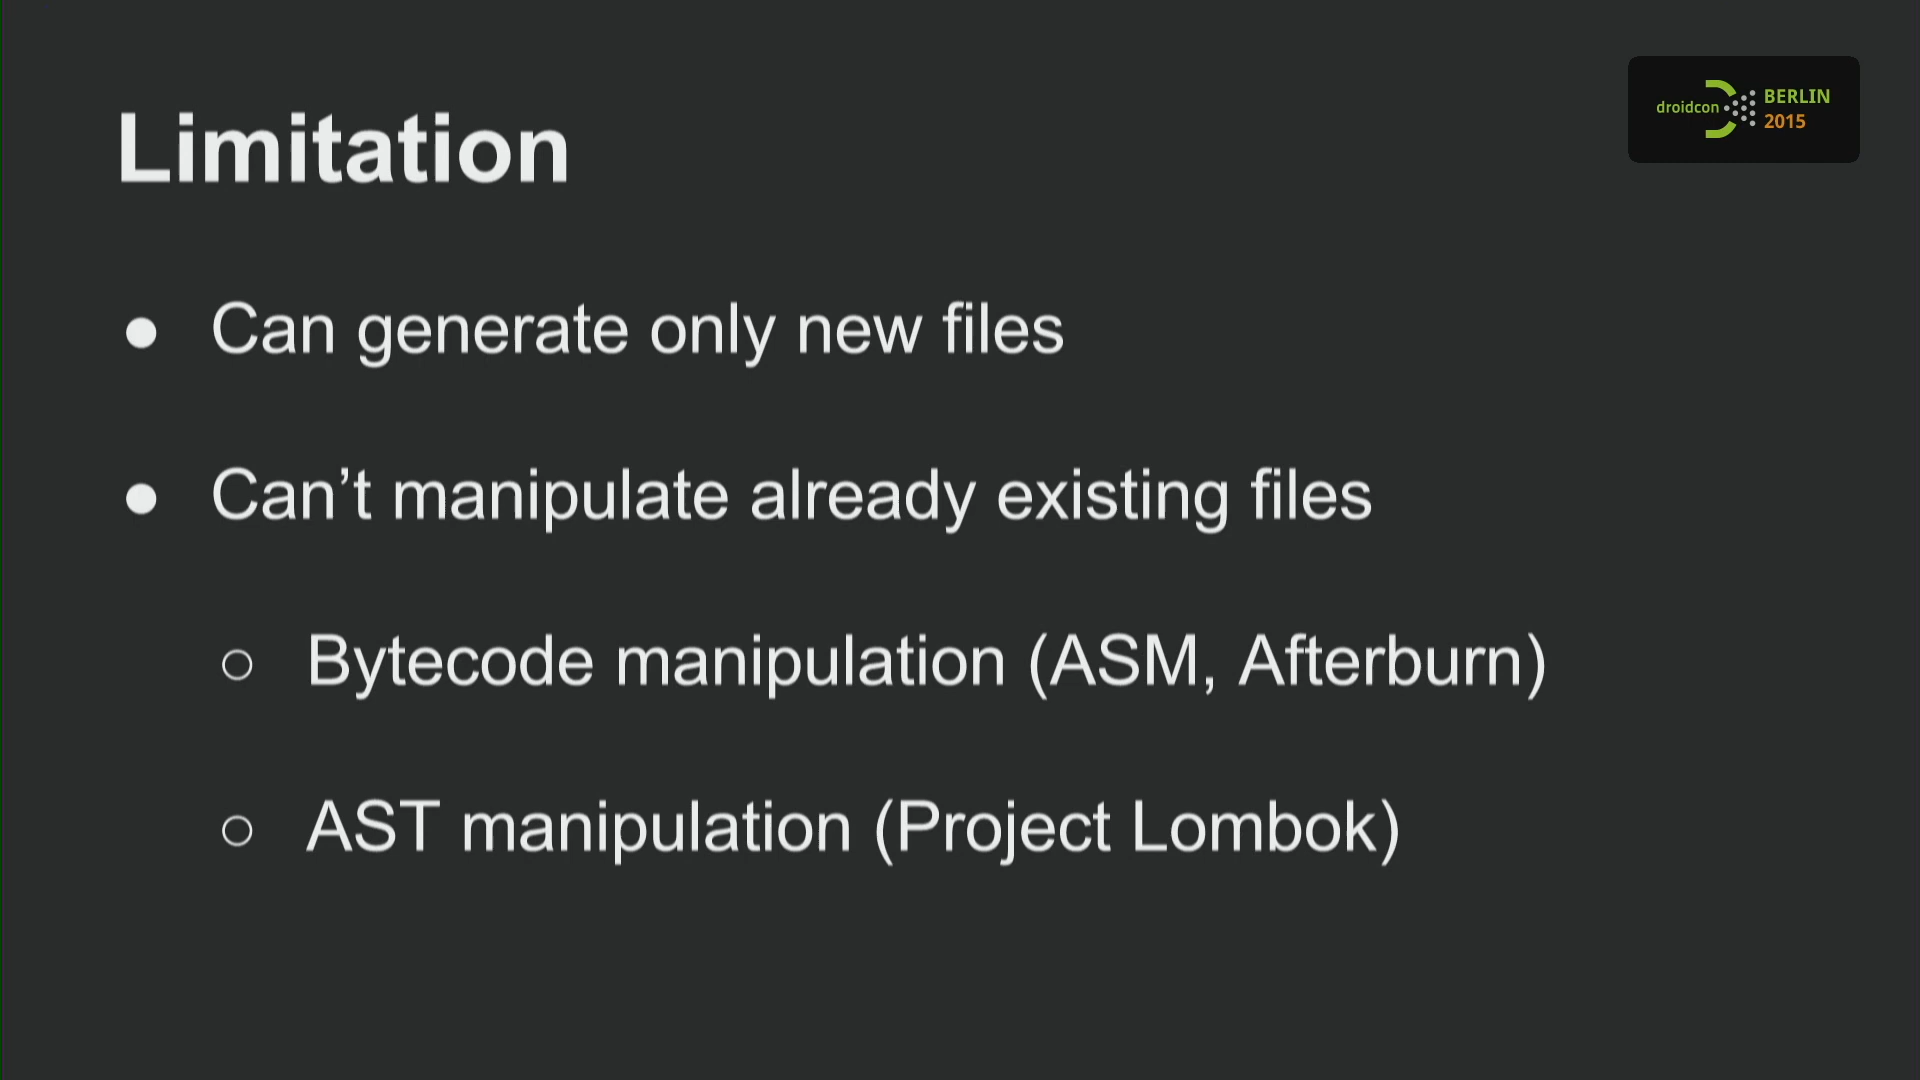 Limitation
droidcon
BERLIN
2015
● Can generate only new files
● Can’t manipulate already existing files
○ Bytecode manipulation (ASM, Afterburn)
○ AST manipulation (Project Lombok)